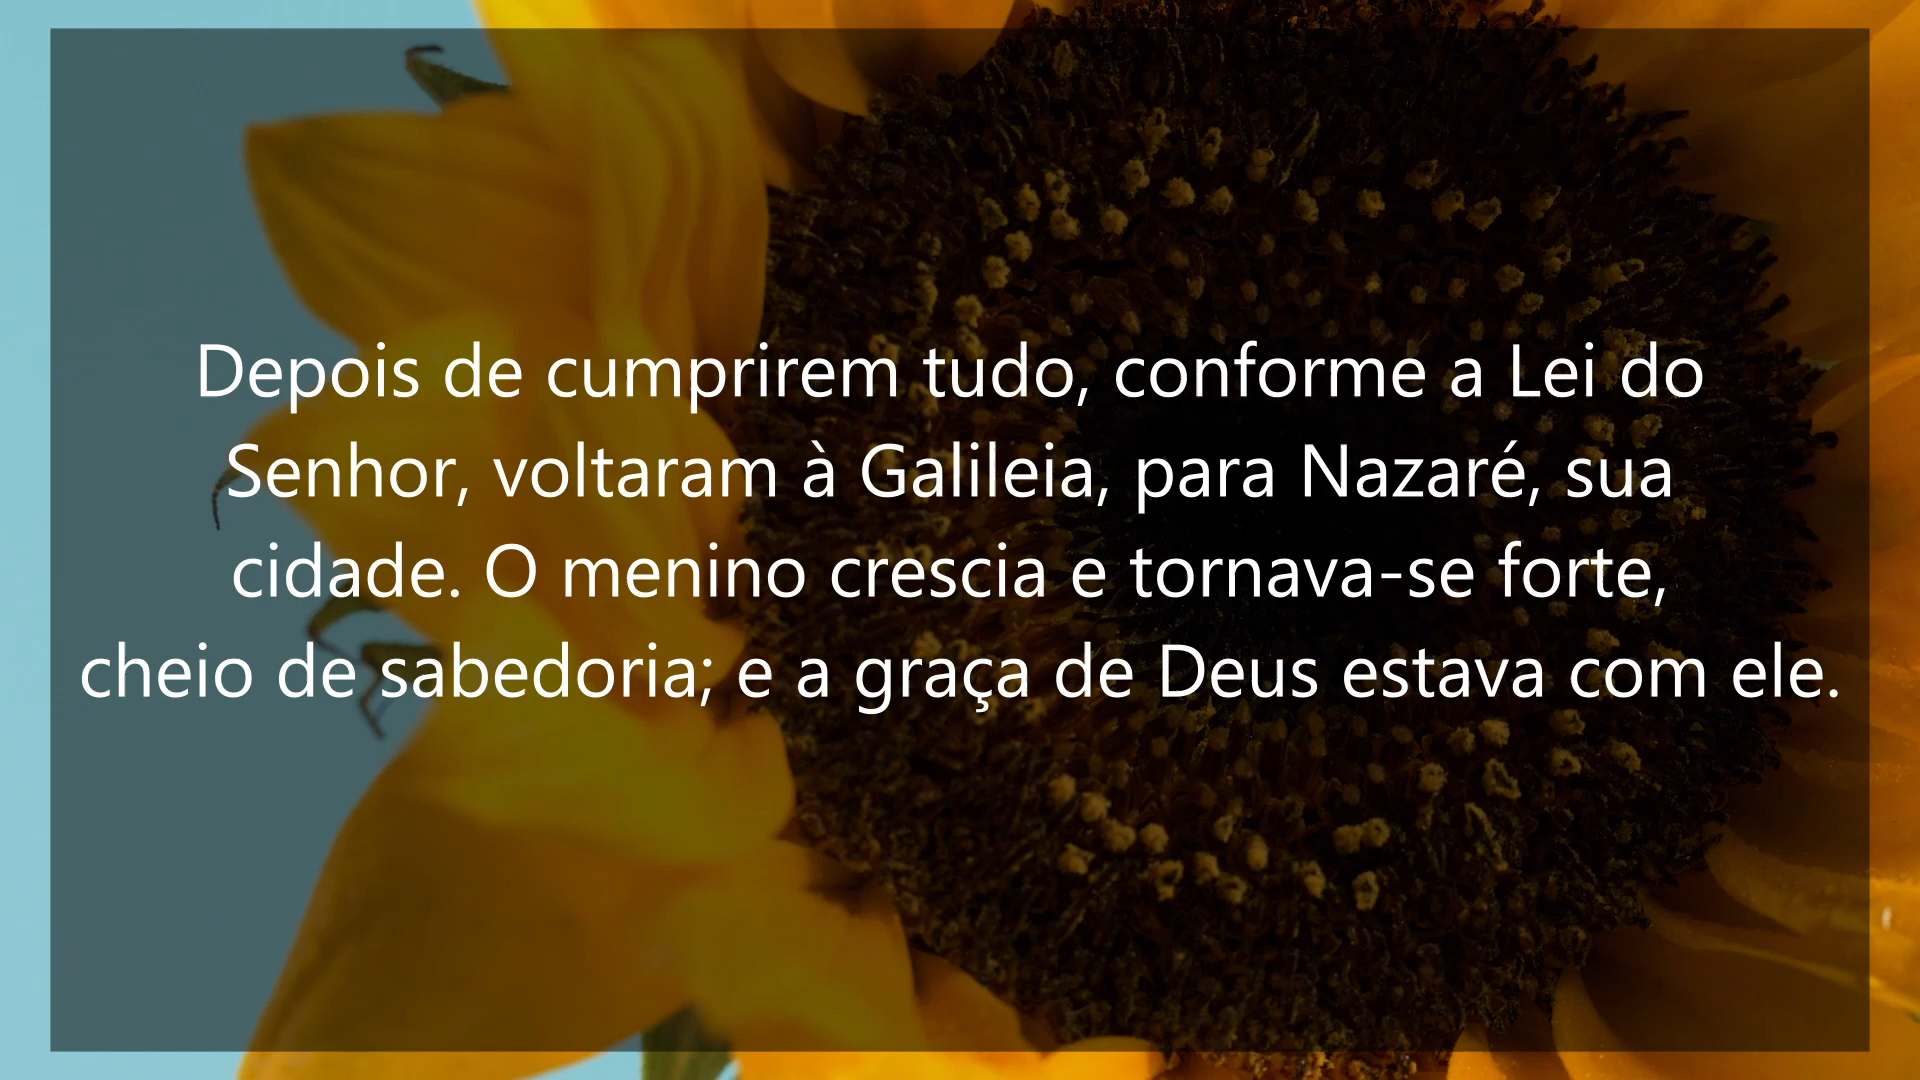 Depois de cumprirem tudo, conforme a Lei do
Senhor, voltaram à Galileia, para Nazaré, sua
cidade. O menino crescia e tornava-se forte,
cheio de sabedoria; e a graça de Deus estava com ele.